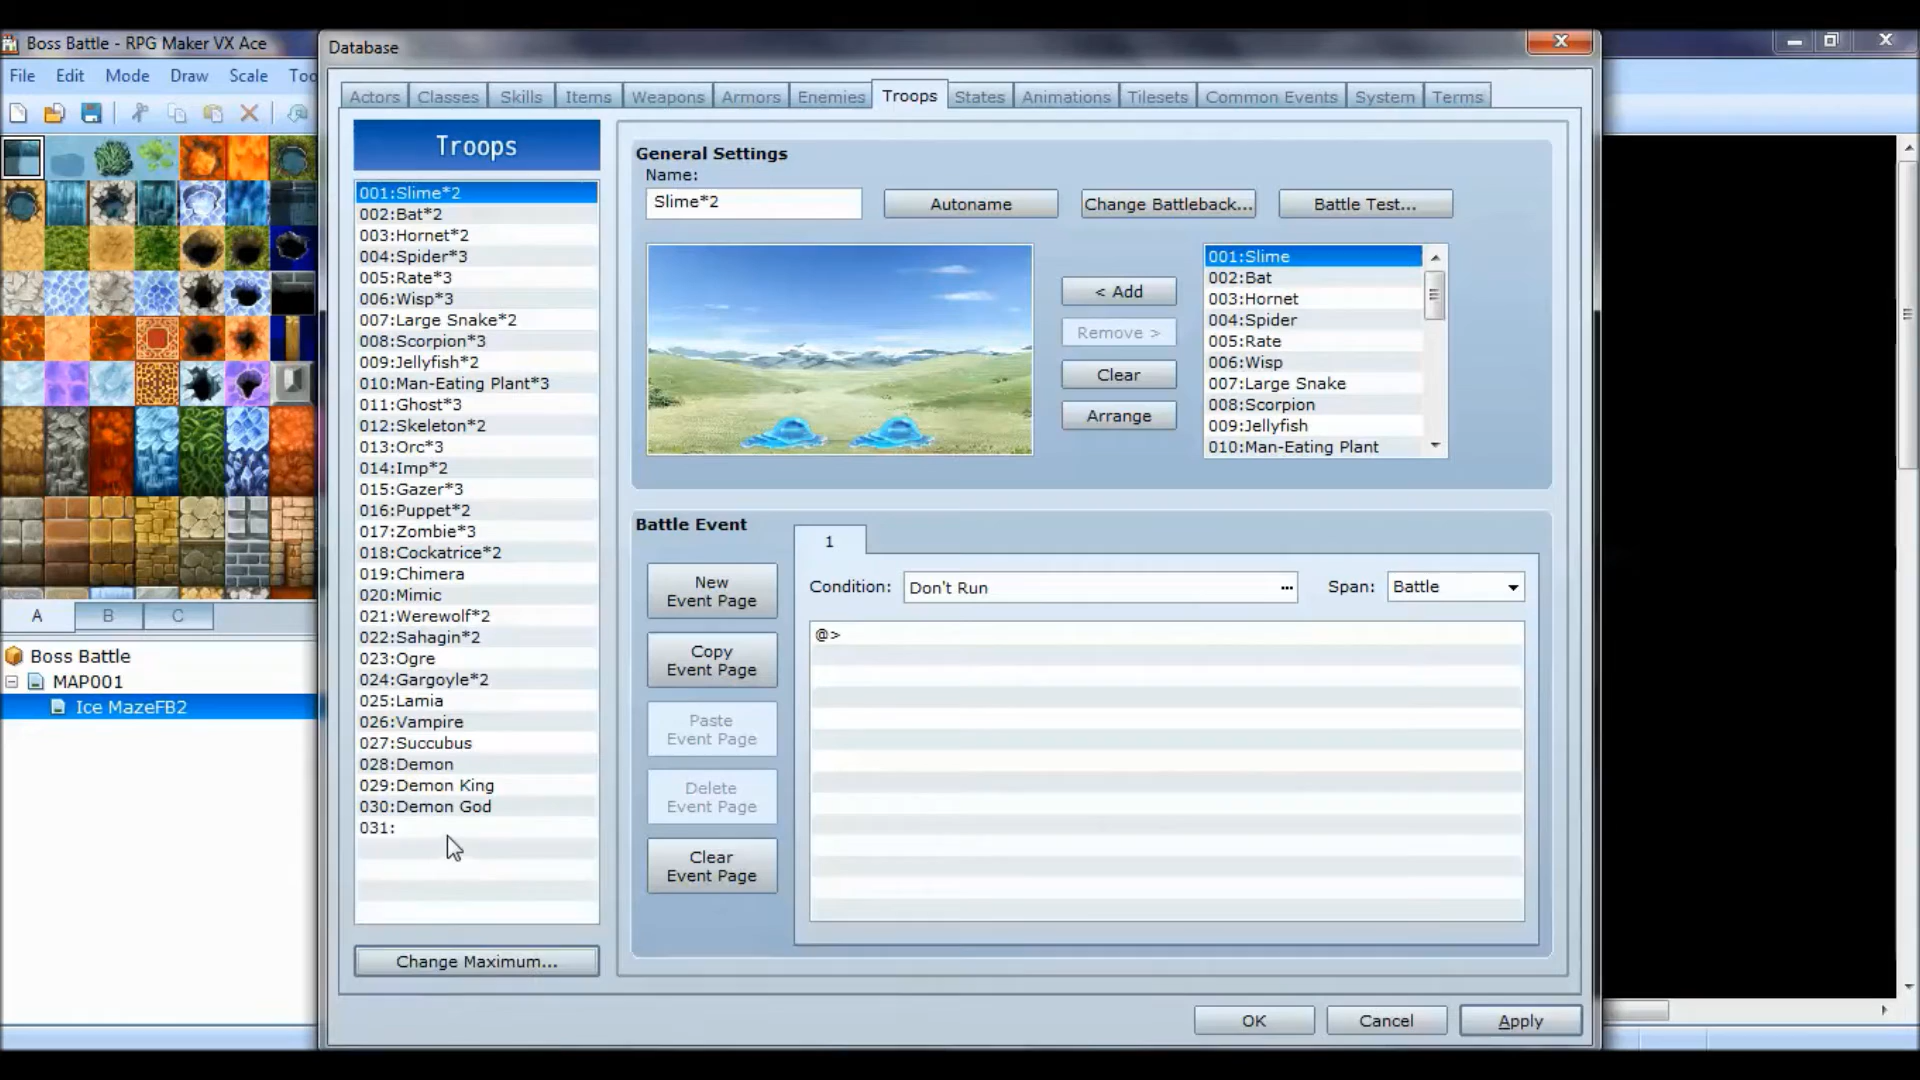 Boss Battle - RPG Maker VX Ace
File Edit Mode Draw Scale Too
A B C
Boss Battle
MAP001
Ice MazeFB2
Database
Actors Classes Skills Items Weapons Armors Enemies Troops States Animations Tilesets Common Events System Terms
Troops
001:Slime*2
002:Bat*2
003:Hornet*2
004:Spider*3
005:Rate*3
006:Wisp*3
007:Large Snake*2
008:Scorpion*3
009:Jellyfish*2
010:Man-Eating Plant*3
011:Ghost*3
012:Skeleton*2
013:Orc*3
014:Imp*2
015:Gazer*3
016:Puppet*2
017:Zombie*3
018:Cockatrice*2
019:Chimera
020:Mimic
021:Werewolf*2
022:Sahagin*2
023:Ogre
024:Gargoyle*2
025:Lamia
026:Vampire
027:Succubus
028:Demon
029:Demon King
030:Demon God
031:
Change Maximum...
General Settings
Name:
Slime*2
Autoname
Change Battleback...
Battle Test...
< Add
Remove >
Clear
Arrange
001:Slime
002:Bat
003:Hornet
004:Spider
005:Rate
006:Wisp
007:Large Snake
008:Scorpion
009:Jellyfish
010:Man-Eating Plant
Battle Event
1
New
Event Page
Copy
Event Page
Paste
Event Page
Delete
Event Page
Clear
Event Page
Condition: Don't Run ... Span: Battle
@>
OK Cancel Apply